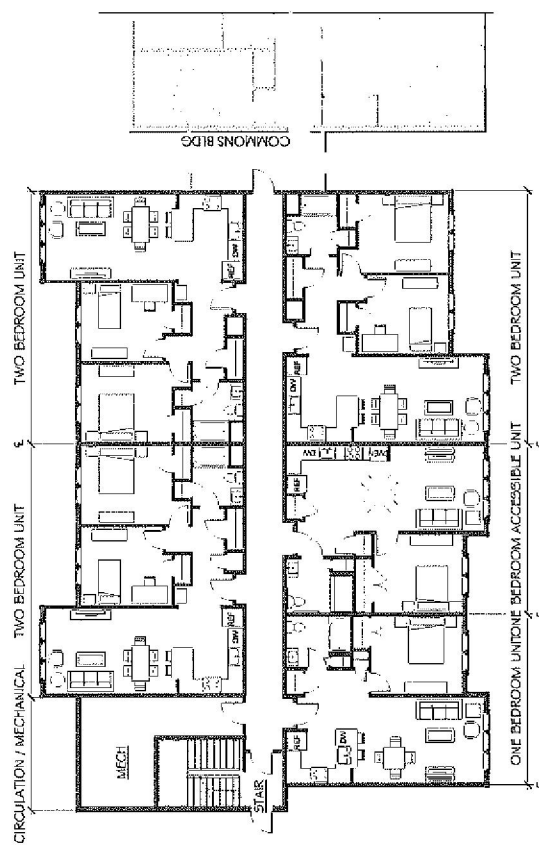 COMMONS BLDG
TWO BEDROOM UNIT
TWO BEDROOM UNIT
CIRCULATION / MECHANICAL
TWO BEDROOM UNIT
ONE BEDROOM ACCESSIBLE UNIT
ONE BEDROOM UNIT
MECH
STAIR
REF
DW
REF
DW
REF
DW
REF
DW
REF
DW